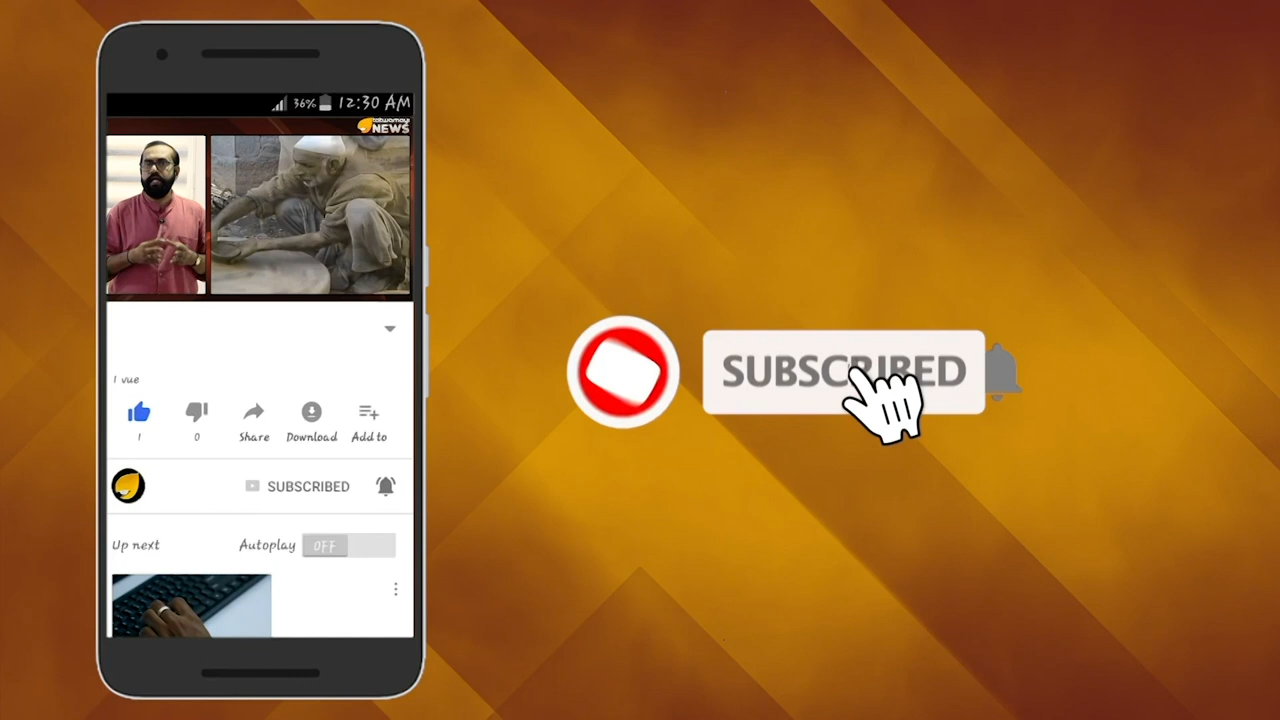 36% 12:30 AM
tatwamayi
NEWS
1 vue
1 0 Share Download Add to
SUBSCRIBED
Up next Autoplay OFF
SUBSCRIBED